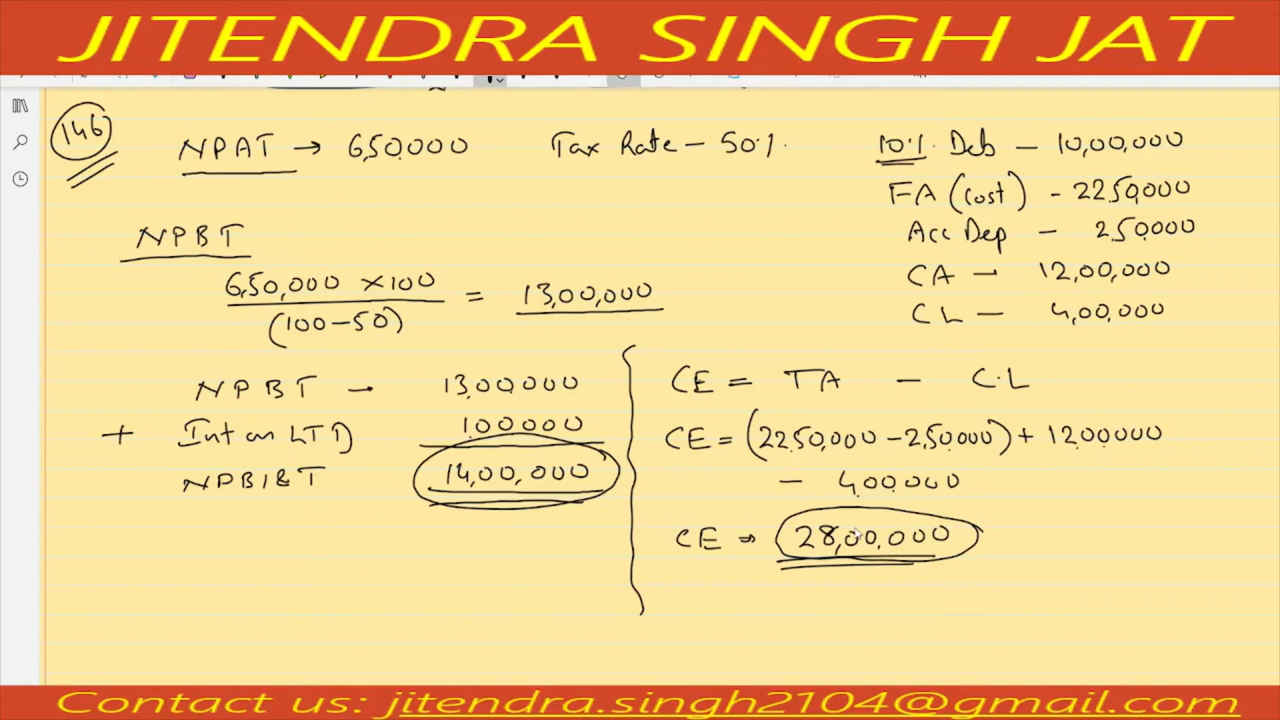 JITENDRA SINGH JAT
146
NPAT → 6,50,000 Tax Rate - 50% 10% Deb - 10,00,000
FA (Cost) - 22,50,000
NPBT Acc Dep - 2,50,000
6,50,000 ×100 CA - 12,00,000
(100-50) = 13,00,000 CL - 4,00,000
NPBT - 13,00,000
+ Int on LTD 1,00,000
NPBI&T 14,00,000
CE = TA - C.L
CE = (22,50,000 - 2,50,000) + 12,00,000
- 4,00,000
CE ⇒ 28,00,000
Contact us: jitendra.singh2104@gmail.com